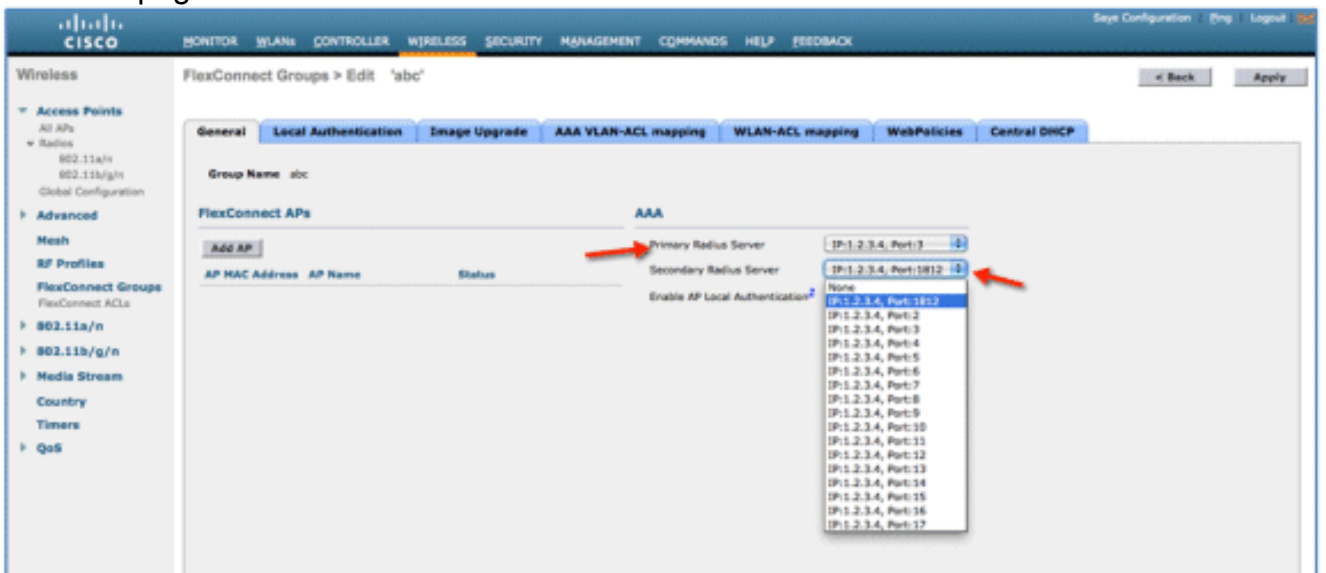 Saye Configuration Ping Logout
CISCO
MONITOR WLANs CONTROLLER WIRELESS SECURITY MANAGEMENT COMMANDS HELP FEEDBACK
Wireless
FlexConnect Groups > Edit 'abc'
< Back
Apply
Access Points
All APs
Radios
802.11a/n
802.11b/g/n
Global Configuration
Advanced
Mesh
RF Profiles
FlexConnect Groups
FlexConnect ACLs
802.11a/n
802.11b/g/n
Media Stream
Country
Timers
QoS
General Local Authentication Image Upgrade AAA VLAN-ACL mapping WLAN-ACL mapping WebPolicies Central DHCP
Group Name abc
FlexConnect APs
Add AP
AP MAC Address AP Name Status
AAA
Primary Radius Server IP:1.2.3.4, Port:3
Secondary Radius Server IP:1.2.3.4, Port:1812
Enable AP Local Authentication2
None
IP:1.2.3.4, Port:1812
IP:1.2.3.4, Port:2
IP:1.2.3.4, Port:3
IP:1.2.3.4, Port:4
IP:1.2.3.4, Port:5
IP:1.2.3.4, Port:6
IP:1.2.3.4, Port:7
IP:1.2.3.4, Port:8
IP:1.2.3.4, Port:9
IP:1.2.3.4, Port:10
IP:1.2.3.4, Port:11
IP:1.2.3.4, Port:12
IP:1.2.3.4, Port:13
IP:1.2.3.4, Port:14
IP:1.2.3.4, Port:15
IP:1.2.3.4, Port:16
IP:1.2.3.4, Port:17